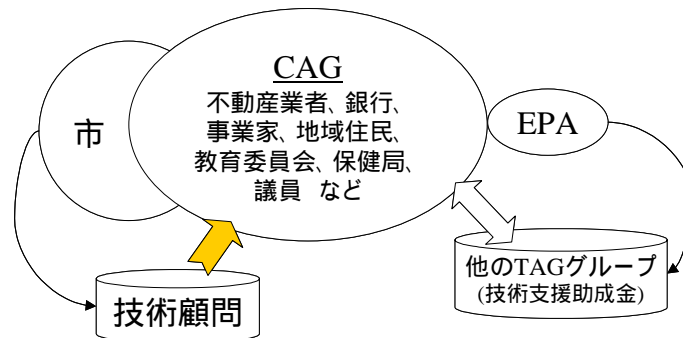 CAG
不動産業者、銀行、
事業家、地域住民、
教育委員会、保健局、
議員 など
市
EPA
技術顧問
他のTAGグループ
(技術支援助成金)